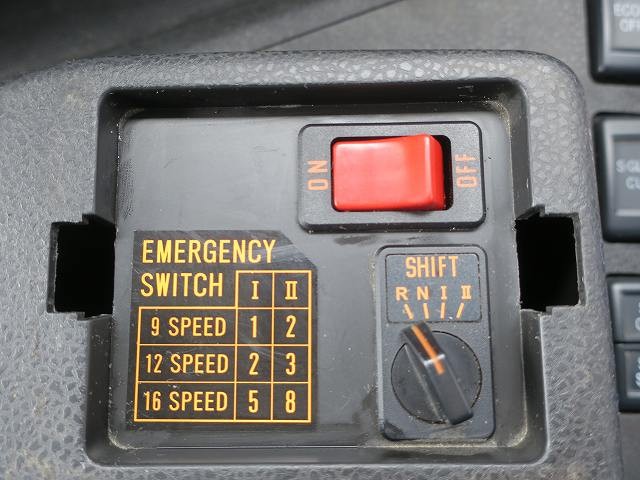 ON
OFF
EMERGENCY
SWITCH
SHIFT
R N I II
I II
9 SPEED 1 2
12 SPEED 2 3
16 SPEED 5 8